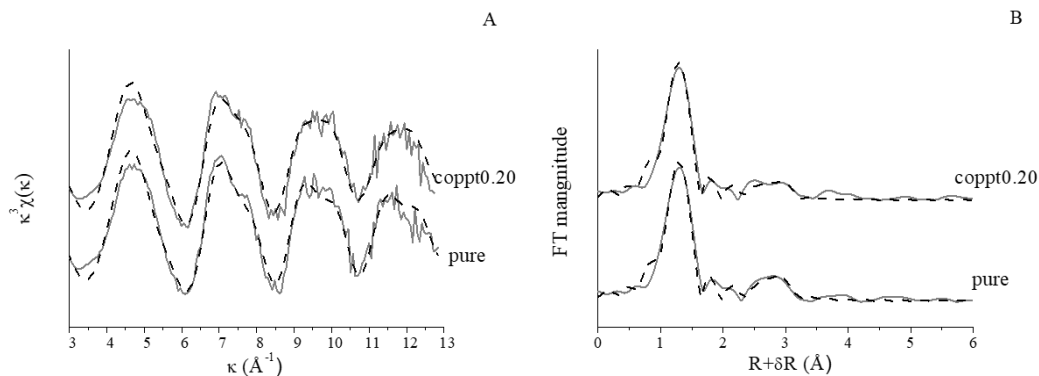 A
κ³χ(κ)
coppt0.20
pure
3 4 5 6 7 8 9 10 11 12 13
κ (Å⁻¹)
B
FT mangnitude
coppt0.20
pure
0 1 2 3 4 5 6
R+δR (Å)